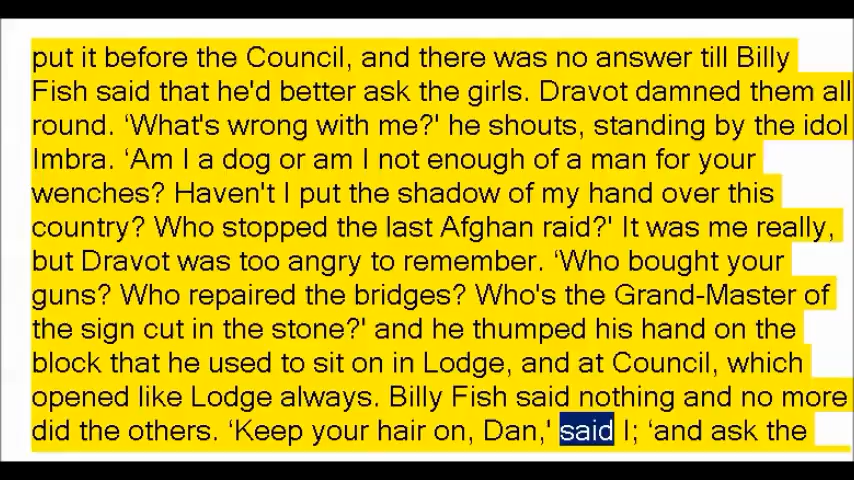 put it before the Council, and there was no answer till Billy
Fish said that he'd better ask the girls. Dravot damned them all
round. ‘What's wrong with me?' he shouts, standing by the idol
Imbra. ‘Am I a dog or am I not enough of a man for your
wenches? Haven't I put the shadow of my hand over this
country? Who stopped the last Afghan raid?' It was me really,
but Dravot was too angry to remember. ‘Who bought your
guns? Who repaired the bridges? Who's the Grand-Master of
the sign cut in the stone?' and he thumped his hand on the
block that he used to sit on in Lodge, and at Council, which
opened like Lodge always. Billy Fish said nothing and no more
did the others. ‘Keep your hair on, Dan,' said I; ‘and ask the